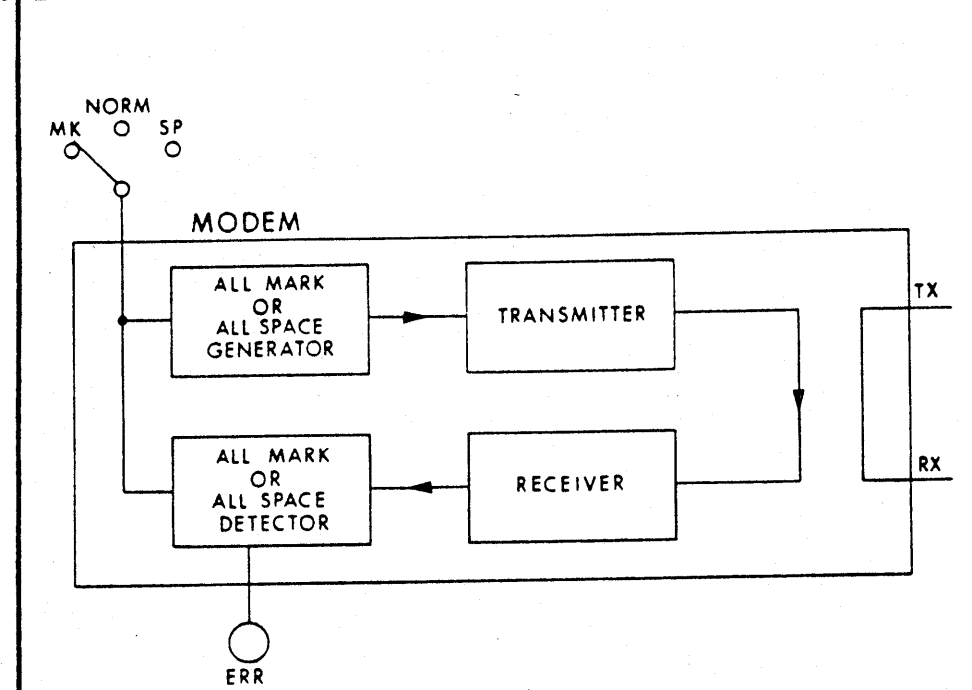 NORM
MK
SP
MODEM
ALL MARK
OR
ALL SPACE
GENERATOR
TRANSMITTER
TX
ALL MARK
OR
ALL SPACE
DETECTOR
RECEIVER
RX
ERR